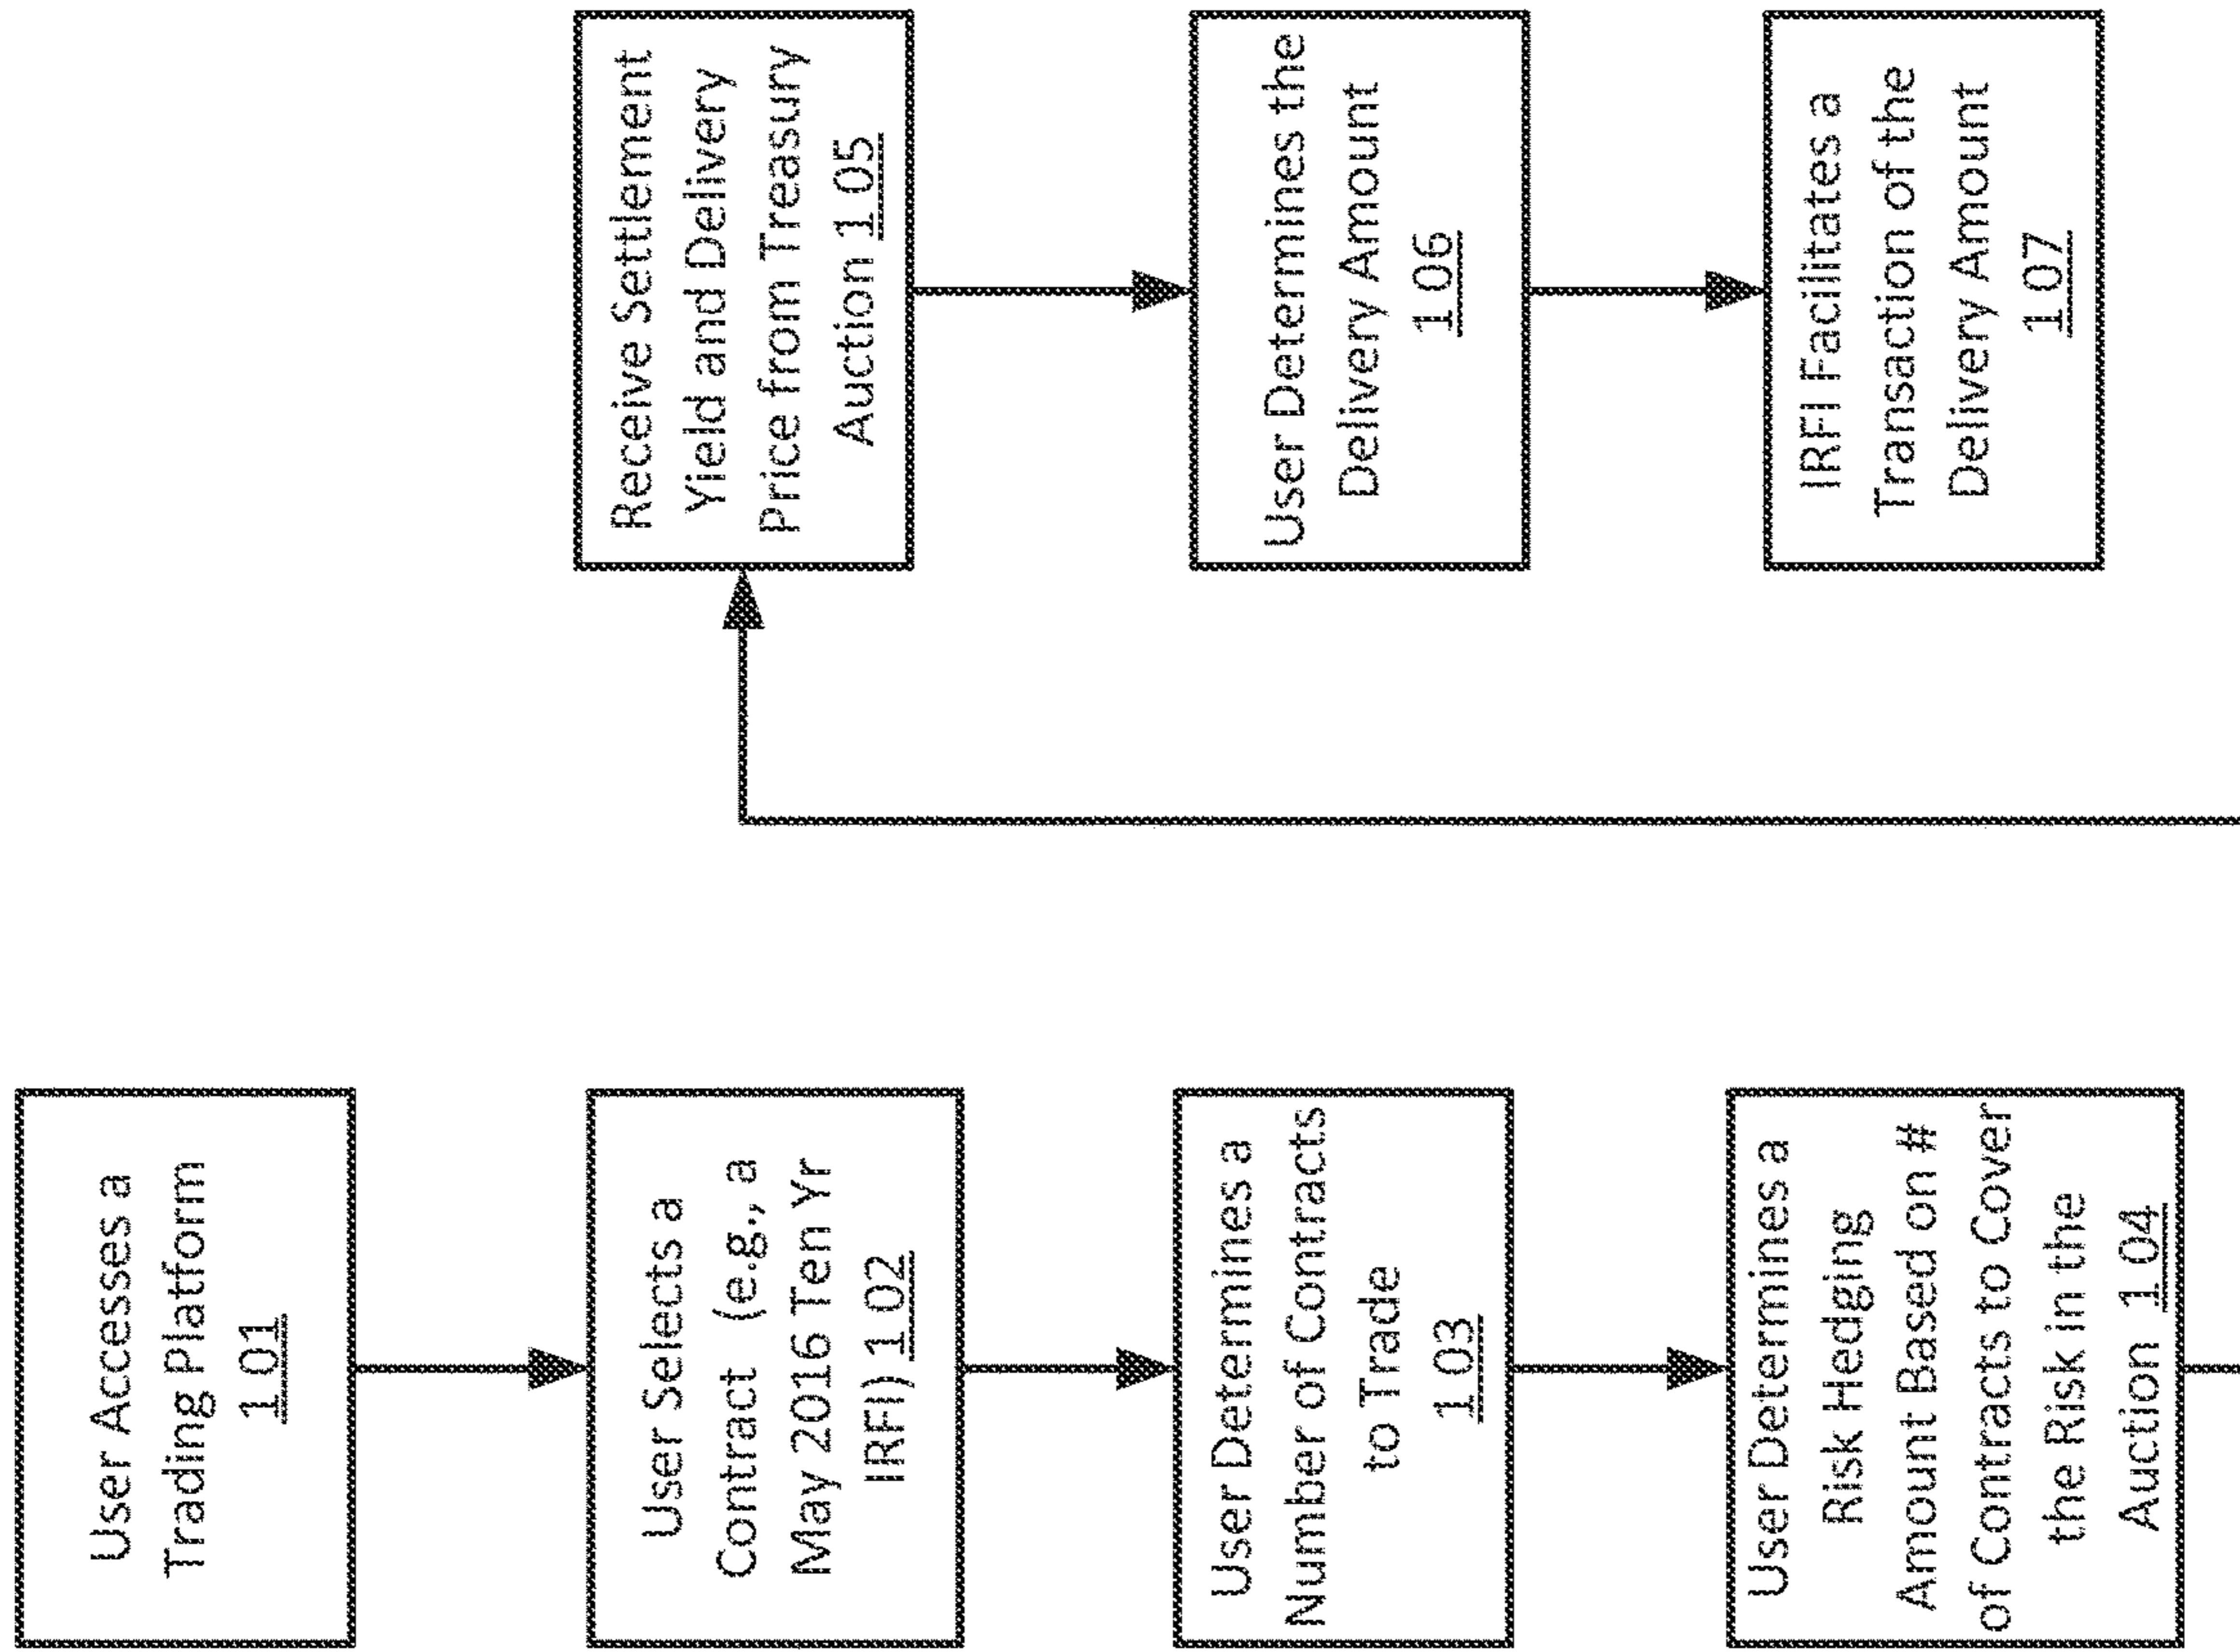 User Accesses a
Trading Platform
101
User Selects a
Contract (e.g., a
May 2016 Ten Yr
IRFI) 102
User Determines a
Number of Contracts
to Trade
103
User Determines a
Risk Hedging
Amount Based on #
of Contracts to Cover
the Risk in the
Auction 104
Receive Settlement
Yield and Delivery
Price from Treasury
Auction 105
User Determines the
Delivery Amount
106
IRFI Facilitates a
Transaction of the
Delivery Amount
107